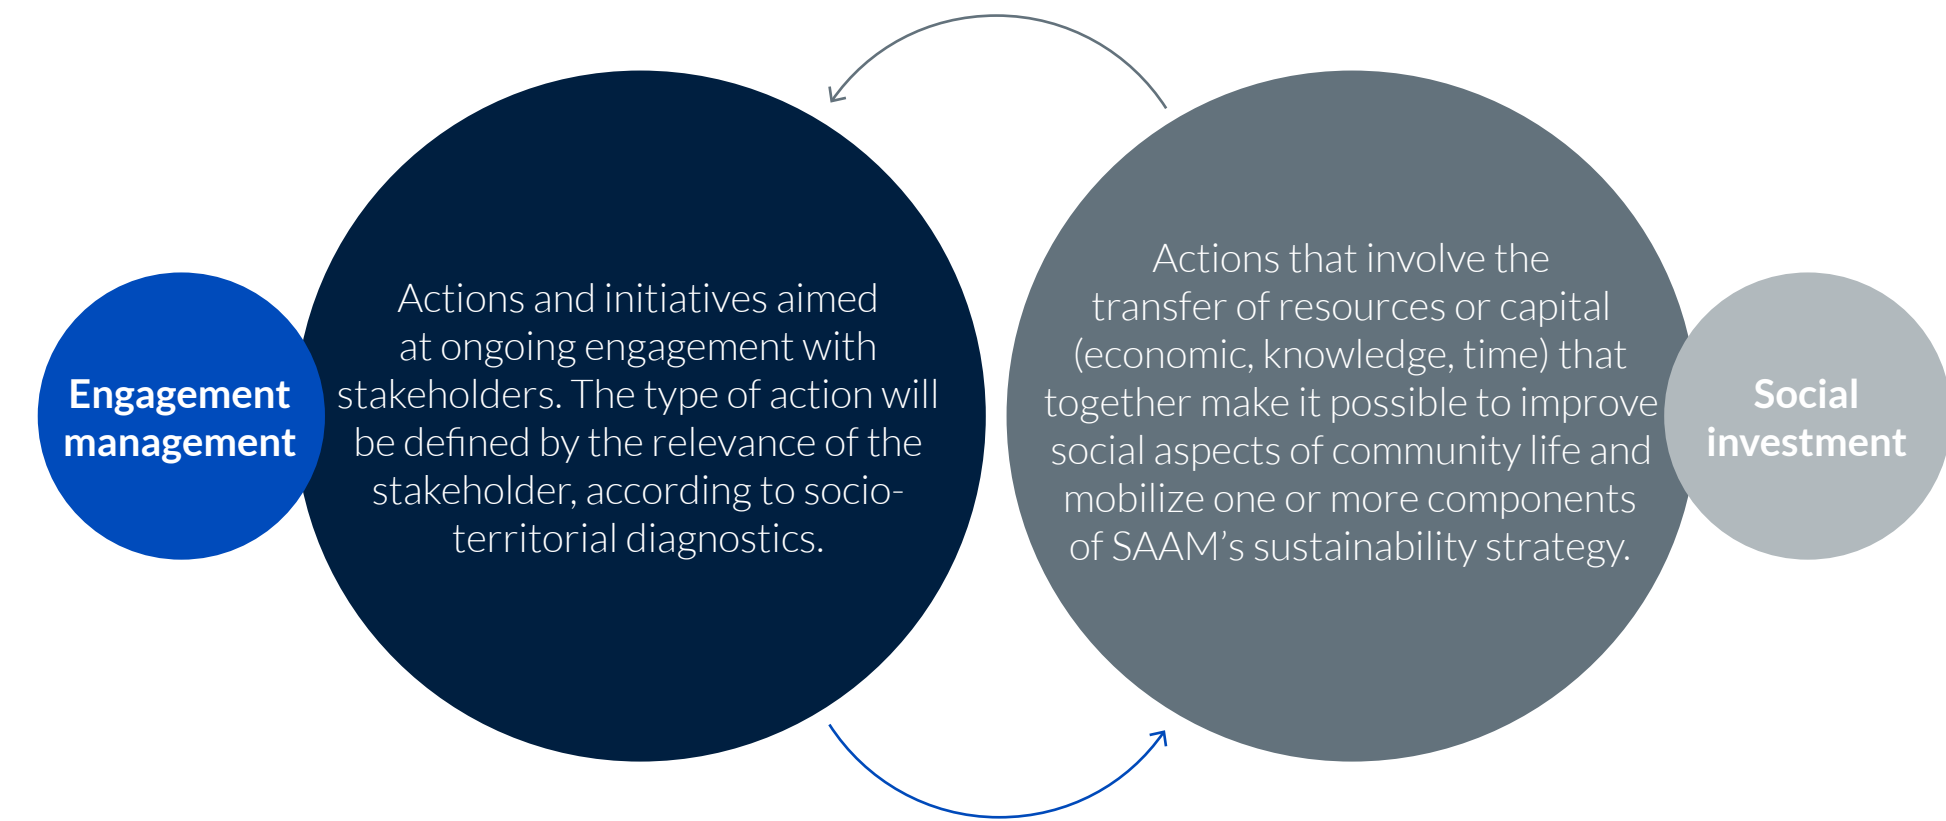 Engagement
management
Actions and initiatives aimed
at ongoing engagement with
stakeholders. The type of action will
be defined by the relevance of the
stakeholder, according to socio-
territorial diagnostics.
Actions that involve the
transfer of resources or capital
(economic, knowledge, time) that
together make it possible to improve
social aspects of community life and
mobilize one or more components
of SAAM’s sustainability strategy.
Social
investment